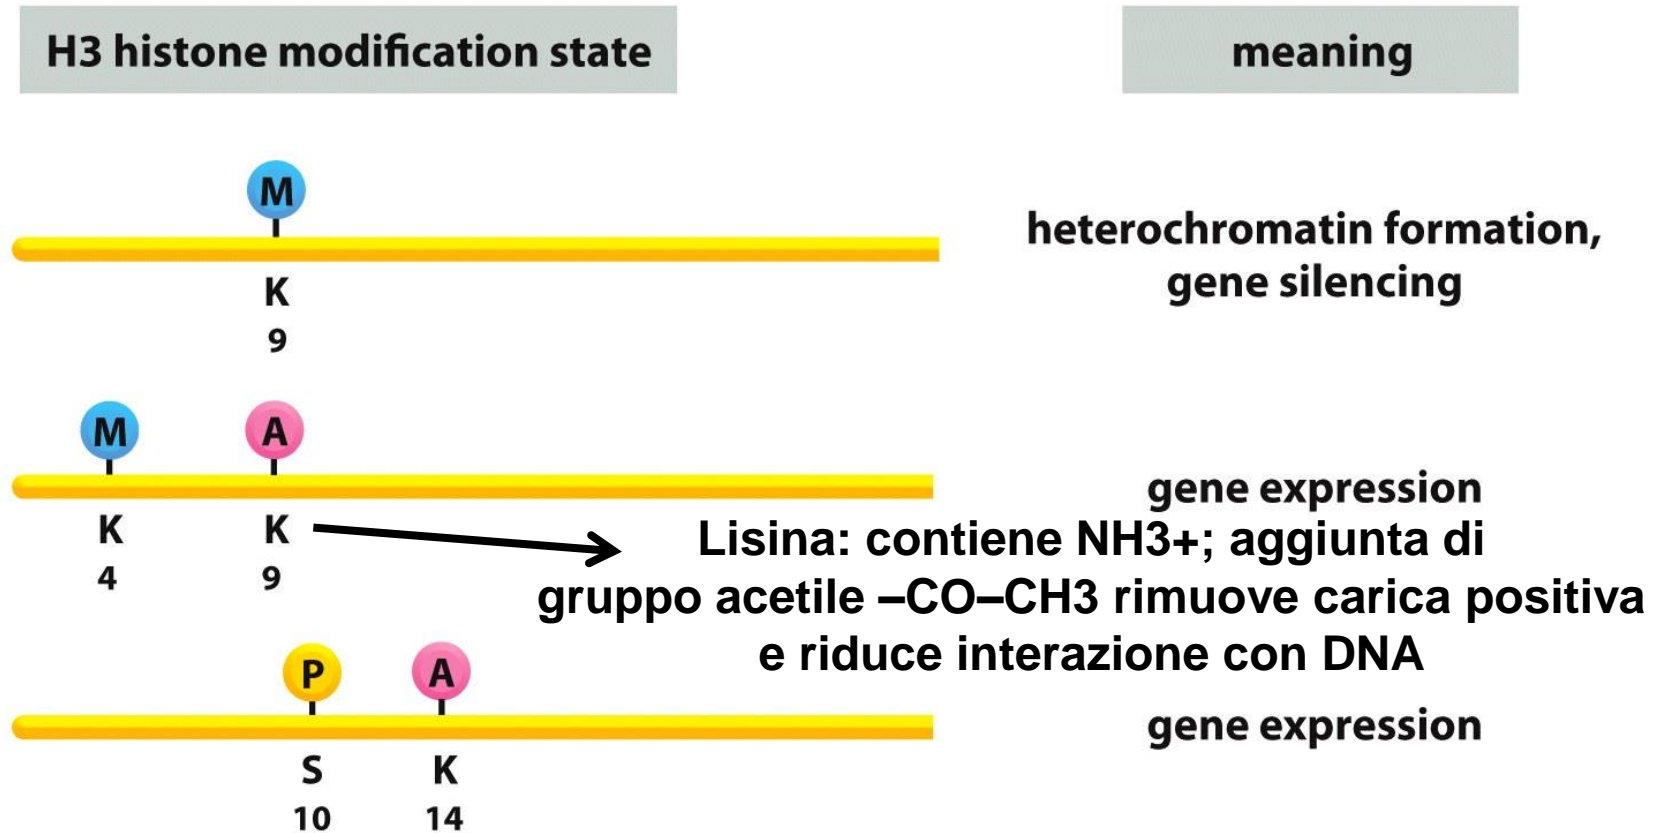 H3 histone modification state
meaning
M
K
9
heterochromatin formation,
gene silencing
M A
K K
4 9
gene expression
Lisina: contiene NH3+; aggiunta di
gruppo acetile –CO–CH3 rimuove carica positiva
e riduce interazione con DNA
P A
S K
10 14
gene expression